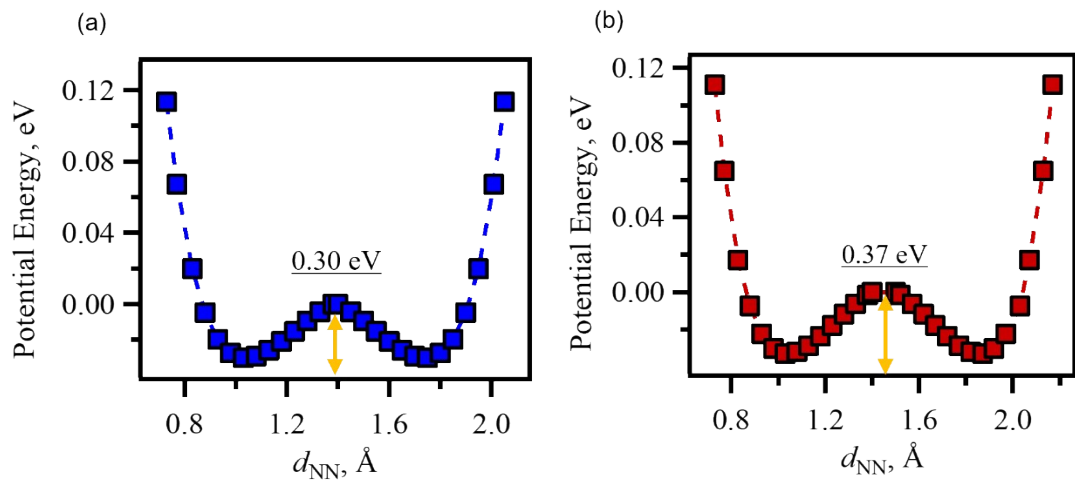 (a)
Potential Energy, eV
0.12
0.08
0.04
0.00
0.30 eV
0.8
1.2
1.6
2.0
dNN, Å
(b)
Potential Energy, eV
0.12
0.08
0.04
0.00
0.37 eV
0.8
1.2
1.6
2.0
dNN, Å